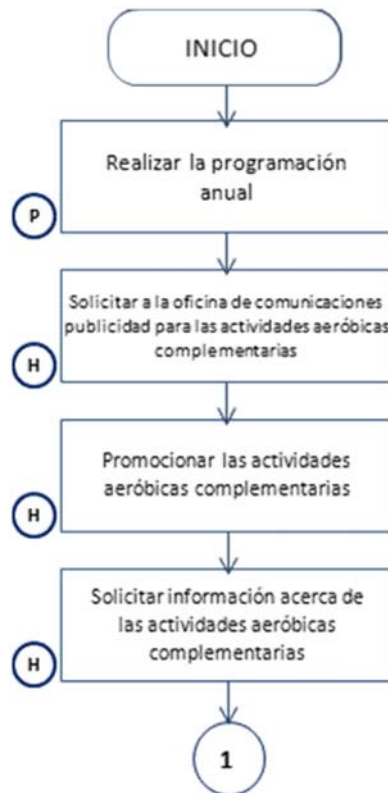 INICIO
Realizar la programación
anual
P
Solicitar a la oficina de comunicaciones
publicidad para las actividades aeróbicas
complementarias
H
Promocionar las actividades
aeróbicas complementarias
H
Solicitar información acerca de
las actividades aeróbicas
complementarias
H
1